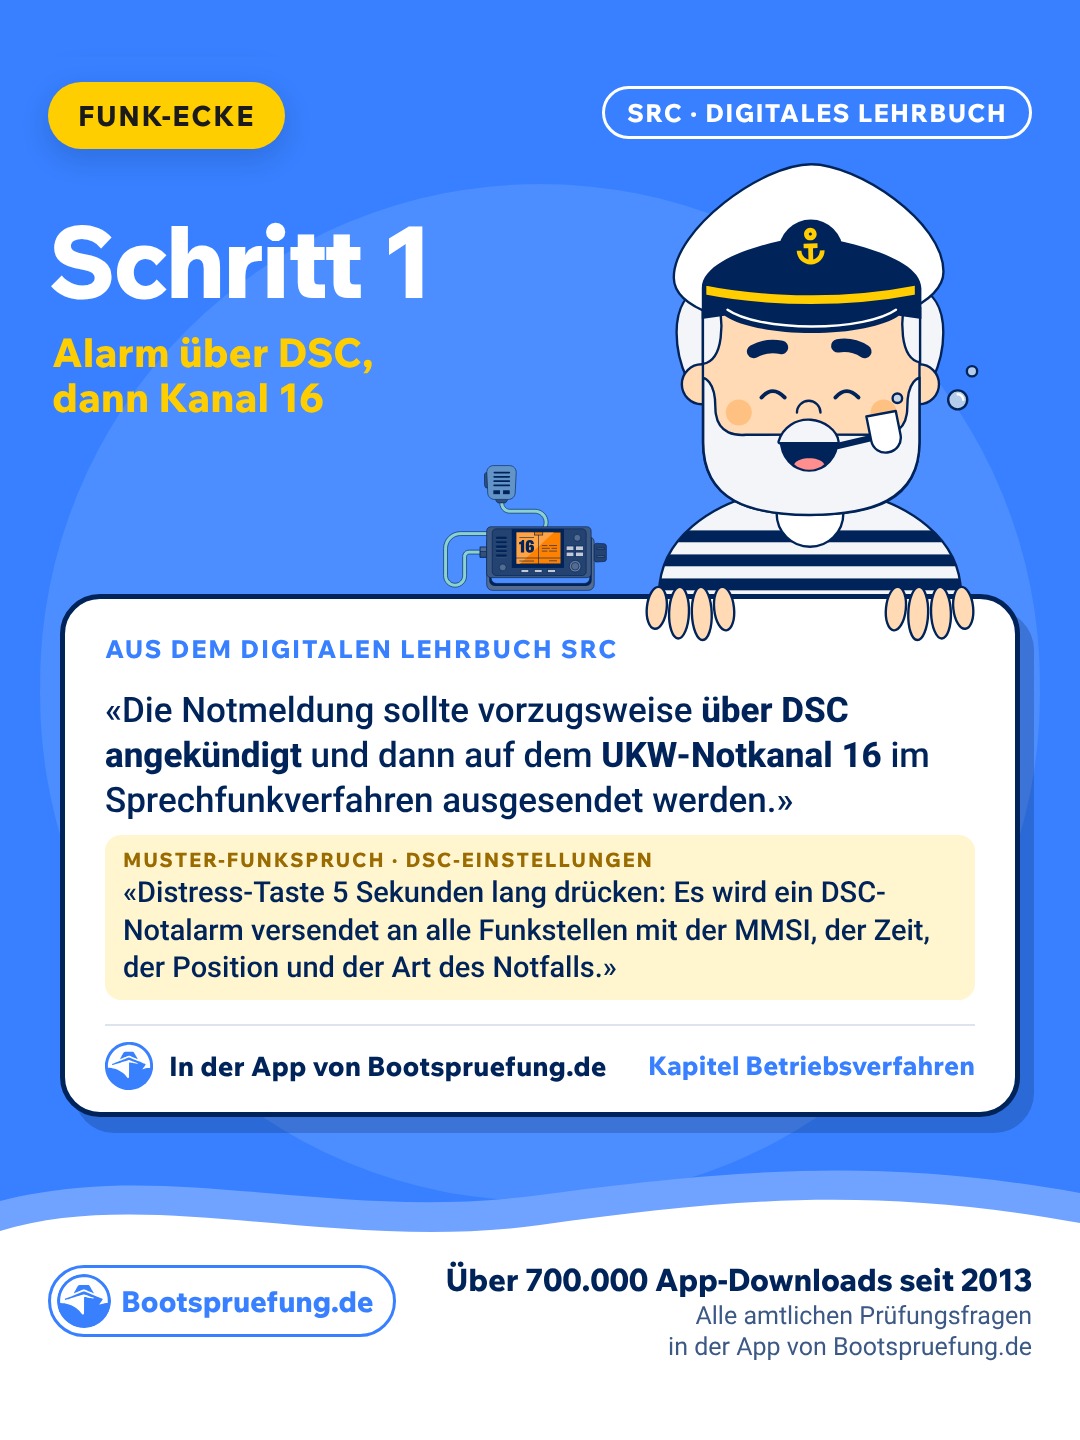 FUNK-ECKE
SRC · DIGITALES LEHRBUCH
Schritt 1
Alarm über DSC,
dann Kanal 16
16
AUS DEM DIGITALEN LEHRBUCH SRC
«Die Notmeldung sollte vorzugsweise über DSC
angekündigt und dann auf dem UKW-Notkanal 16 im
Sprechfunkverfahren ausgesendet werden.»
MUSTER-FUNKSPRUCH · DSC-EINSTELLUNGEN
«Distress-Taste 5 Sekunden lang drücken: Es wird ein DSC-
Notalarm versendet an alle Funkstellen mit der MMSI, der Zeit,
der Position und der Art des Notfalls.»
In der App von Bootspruefung.de
Kapitel Betriebsverfahren
Bootspruefung.de
Über 700.000 App-Downloads seit 2013
Alle amtlichen Prüfungsfragen
in der App von Bootspruefung.de